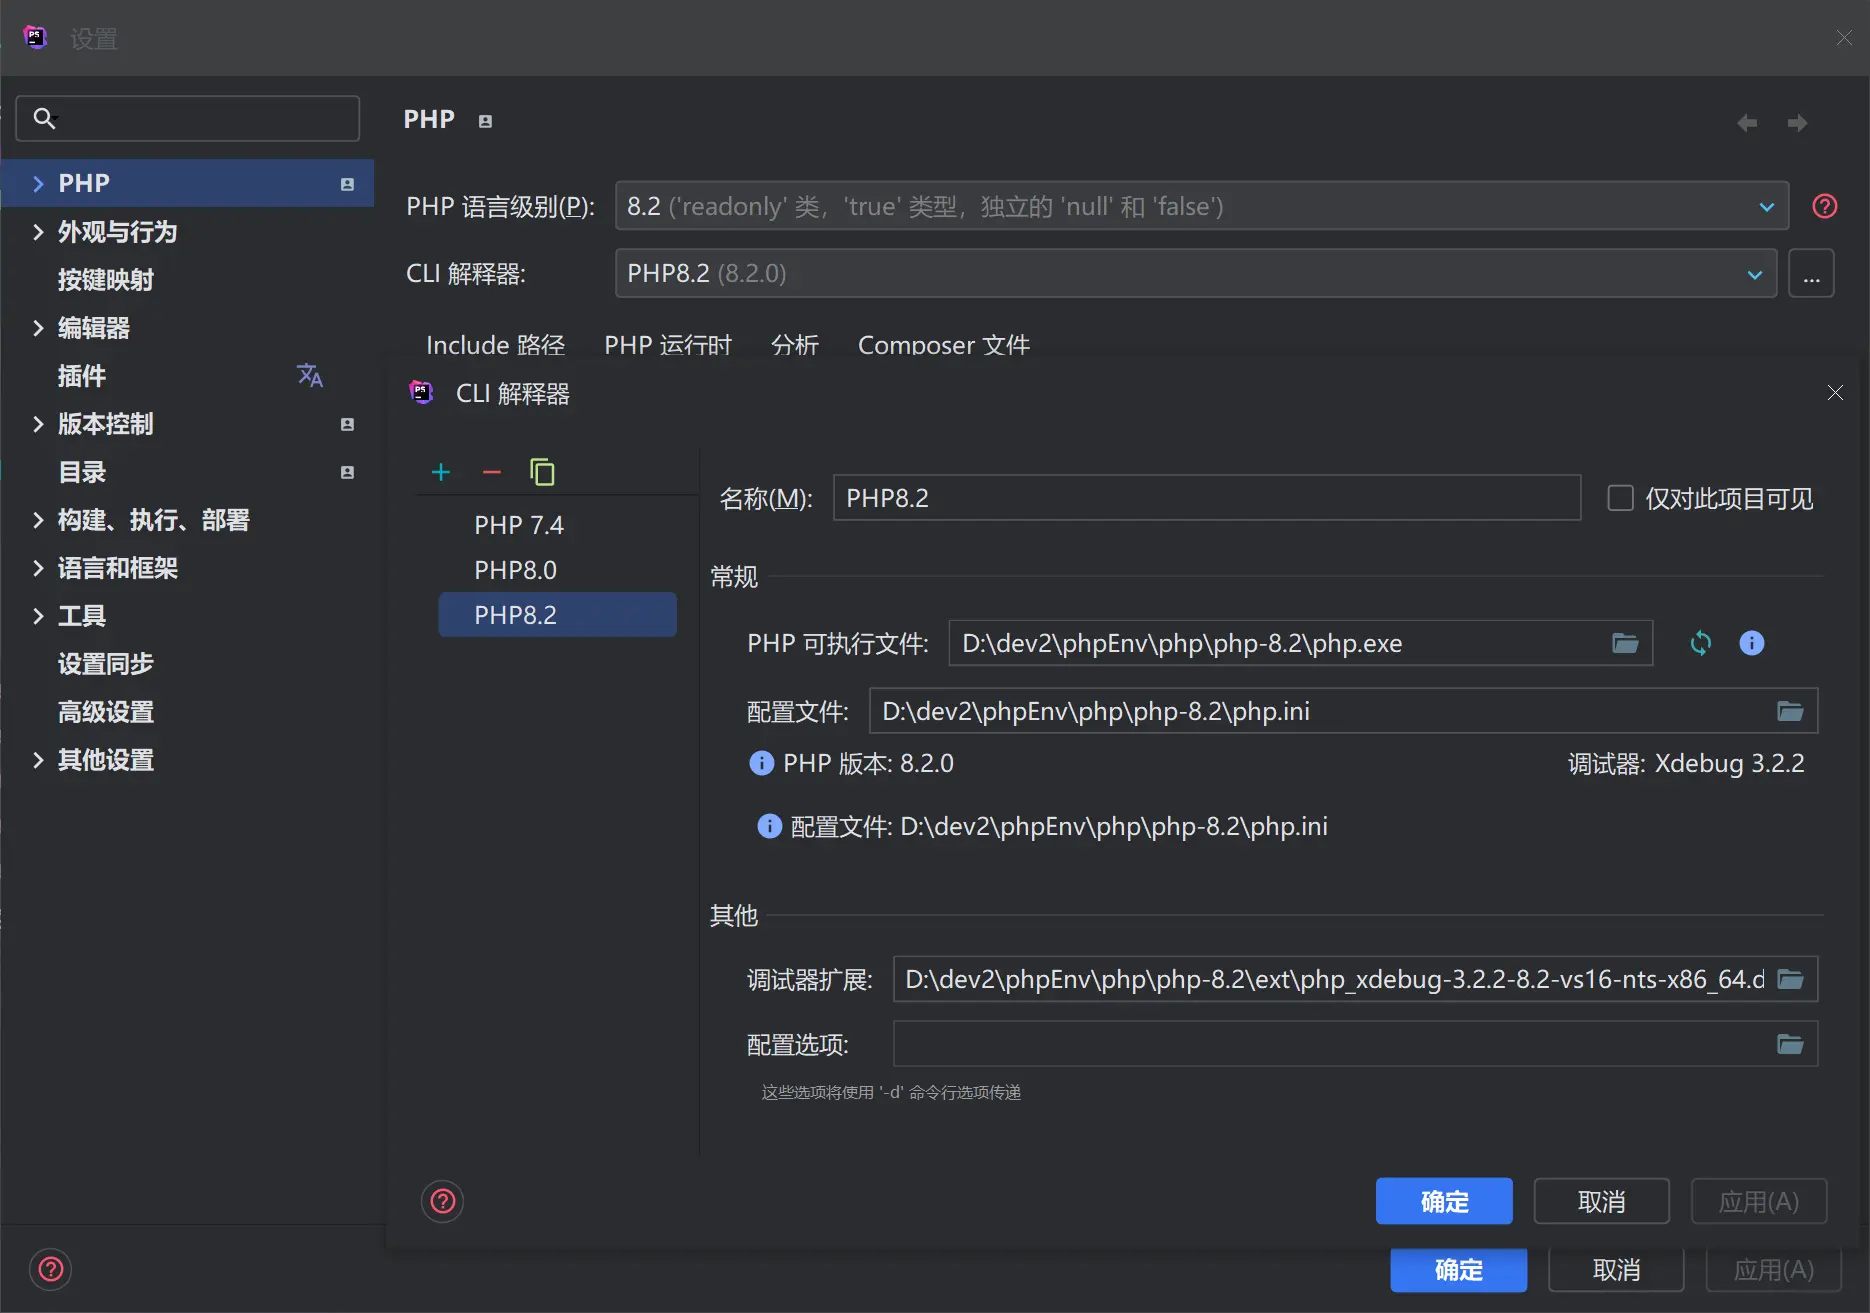 设置
PHP
外观与行为
按键映射
编辑器
插件
版本控制
目录
构建、执行、部署
语言和框架
工具
设置同步
高级设置
其他设置
PHP
PHP 语言级别(P): 8.2 ('readonly' 类，'true' 类型，独立的 'null' 和 'false')
CLI 解释器: PHP8.2 (8.2.0) ...
Include 路径 PHP 运行时 分析 Composer 文件
CLI 解释器
PHP 7.4
PHP8.0
PHP8.2
名称(M): PHP8.2 仅对此项目可见
常规
PHP 可执行文件: D:\dev2\phpEnv\php\php-8.2\php.exe
配置文件: D:\dev2\phpEnv\php\php-8.2\php.ini
PHP 版本: 8.2.0 调试器: Xdebug 3.2.2
配置文件: D:\dev2\phpEnv\php\php-8.2\php.ini
其他
调试器扩展: D:\dev2\phpEnv\php\php-8.2\ext\php_xdebug-3.2.2-8.2-vs16-nts-x86_64.d
配置选项:
这些选项将使用 '-d' 命令行选项传递
确定 取消 应用(A)
确定 取消 应用(A)